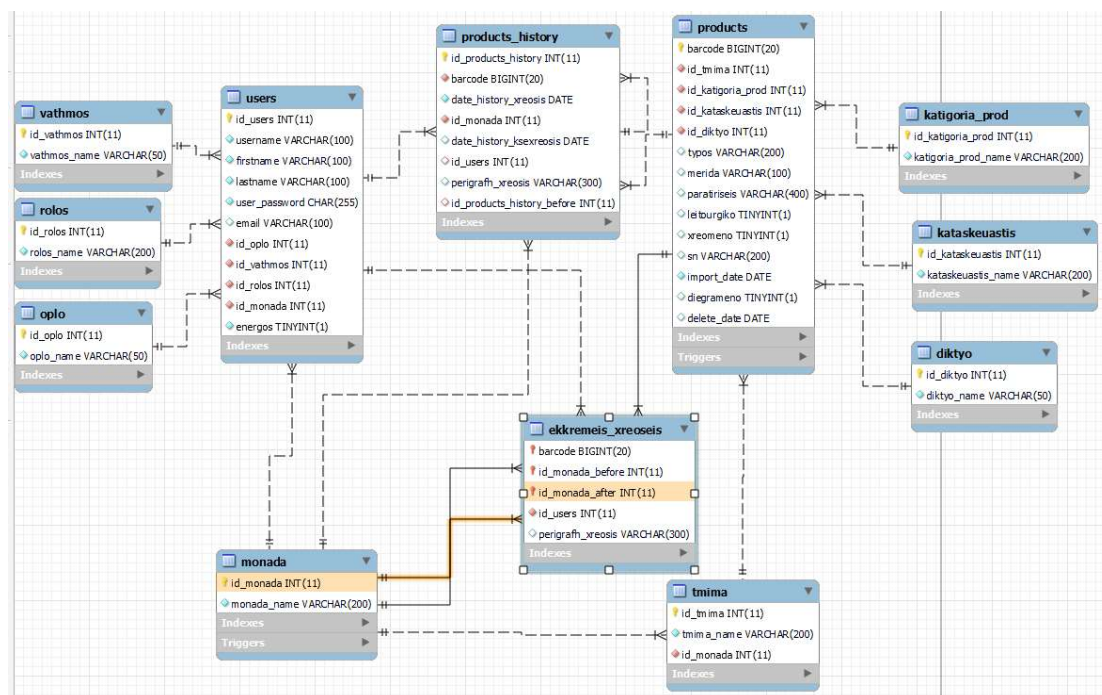 vathmos
id_vathmos INT(11)
vathmos_name VARCHAR(50)
Indexes
rolos
id_rolos INT(11)
rolos_name VARCHAR(200)
Indexes
oplo
id_oplo INT(11)
oplo_name VARCHAR(50)
Indexes
users
id_users INT(11)
username VARCHAR(100)
firstname VARCHAR(100)
lastname VARCHAR(100)
user_password CHAR(255)
email VARCHAR(100)
id_oplo INT(11)
id_vathmos INT(11)
id_rolos INT(11)
id_monada INT(11)
energos TINYINT(1)
Indexes
products_history
id_products_history INT(11)
barcode BIGINT(20)
date_history_xreosis DATE
id_monada INT(11)
date_history_ksexreosis DATE
id_users INT(11)
perigrafh_xreosis VARCHAR(300)
id_products_history_before INT(11)
Indexes
products
barcode BIGINT(20)
id_tmima INT(11)
id_katigoria_prod INT(11)
id_kataskeuastis INT(11)
id_diktyo INT(11)
typos VARCHAR(200)
merida VARCHAR(100)
paratiriseis VARCHAR(400)
leitourgiko TINYINT(1)
xreomeno TINYINT(1)
sn VARCHAR(200)
import_date DATE
diegrameno TINYINT(1)
delete_date DATE
Indexes
Triggers
katigoria_prod
id_katigoria_prod INT(11)
katigoria_prod_name VARCHAR(200)
Indexes
kataskeuastis
id_kataskeuastis INT(11)
kataskeuastis_name VARCHAR(200)
Indexes
diktyo
id_diktyo INT(11)
diktyo_name VARCHAR(50)
Indexes
ekkremeis_xreoseis
barcode BIGINT(20)
id_monada_before INT(11)
id_monada_after INT(11)
id_users INT(11)
perigrafh_xreosis VARCHAR(300)
Indexes
monada
id_monada INT(11)
monada_name VARCHAR(200)
Indexes
Triggers
tmima
id_tmima INT(11)
tmima_name VARCHAR(200)
id_monada INT(11)
Indexes